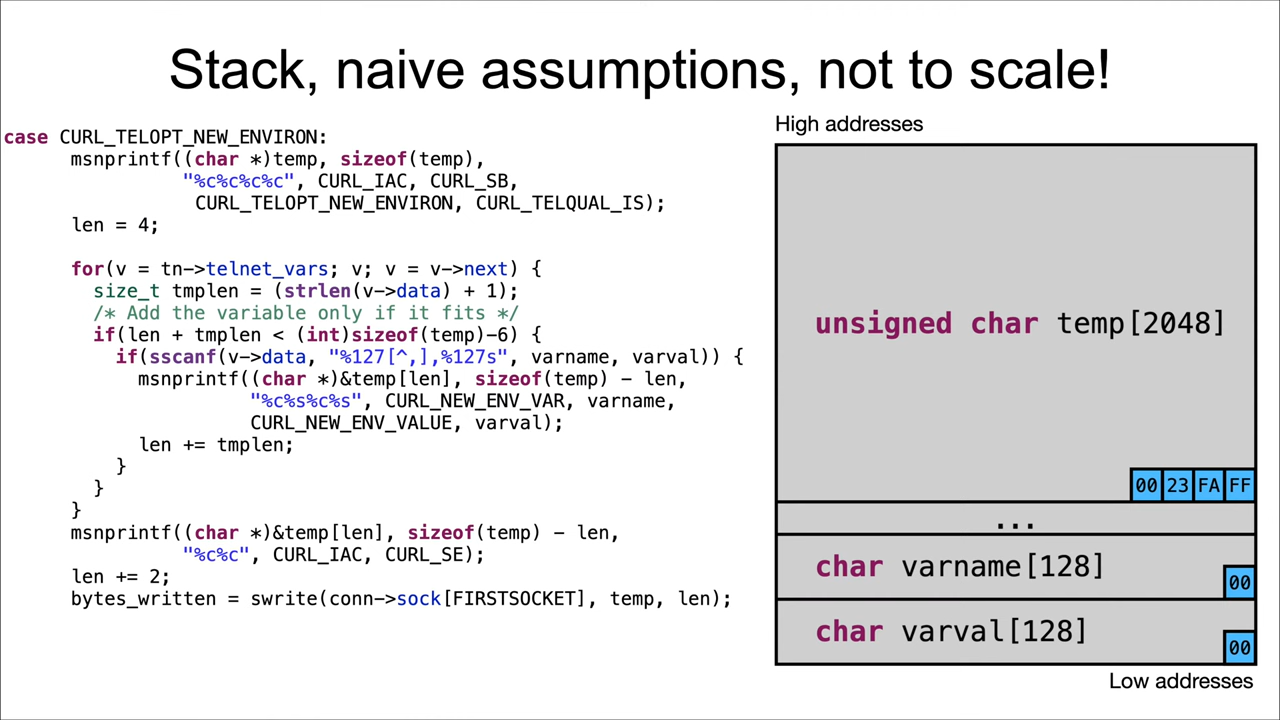 Stack, naive assumptions, not to scale!
case CURL_TELOPT_NEW_ENVIRON:
msnprintf((char *)temp, sizeof(temp),
"%c%c%c%c", CURL_IAC, CURL_SB,
CURL_TELOPT_NEW_ENVIRON, CURL_TELQUAL_IS);
len = 4;
for(v = tn->telnet_vars; v; v = v->next) {
size_t tmplen = (strlen(v->data) + 1);
/* Add the variable only if it fits */
if(len + tmplen < (int)sizeof(temp)-6) {
if(sscanf(v->data, "%127[^,],%127s", varname, varval)) {
msnprintf((char *)&temp[len], sizeof(temp) - len,
"%c%s%c%s", CURL_NEW_ENV_VAR, varname,
CURL_NEW_ENV_VALUE, varval);
len += tmplen;
}
}
}
msnprintf((char *)&temp[len], sizeof(temp) - len,
"%c%c", CURL_IAC, CURL_SE);
len += 2;
bytes_written = swrite(conn->sock[FIRSTSOCKET], temp, len);
High addresses
unsigned char temp[2048]
00 23 FA FF
...
char varname[128]
00
char varval[128]
00
Low addresses